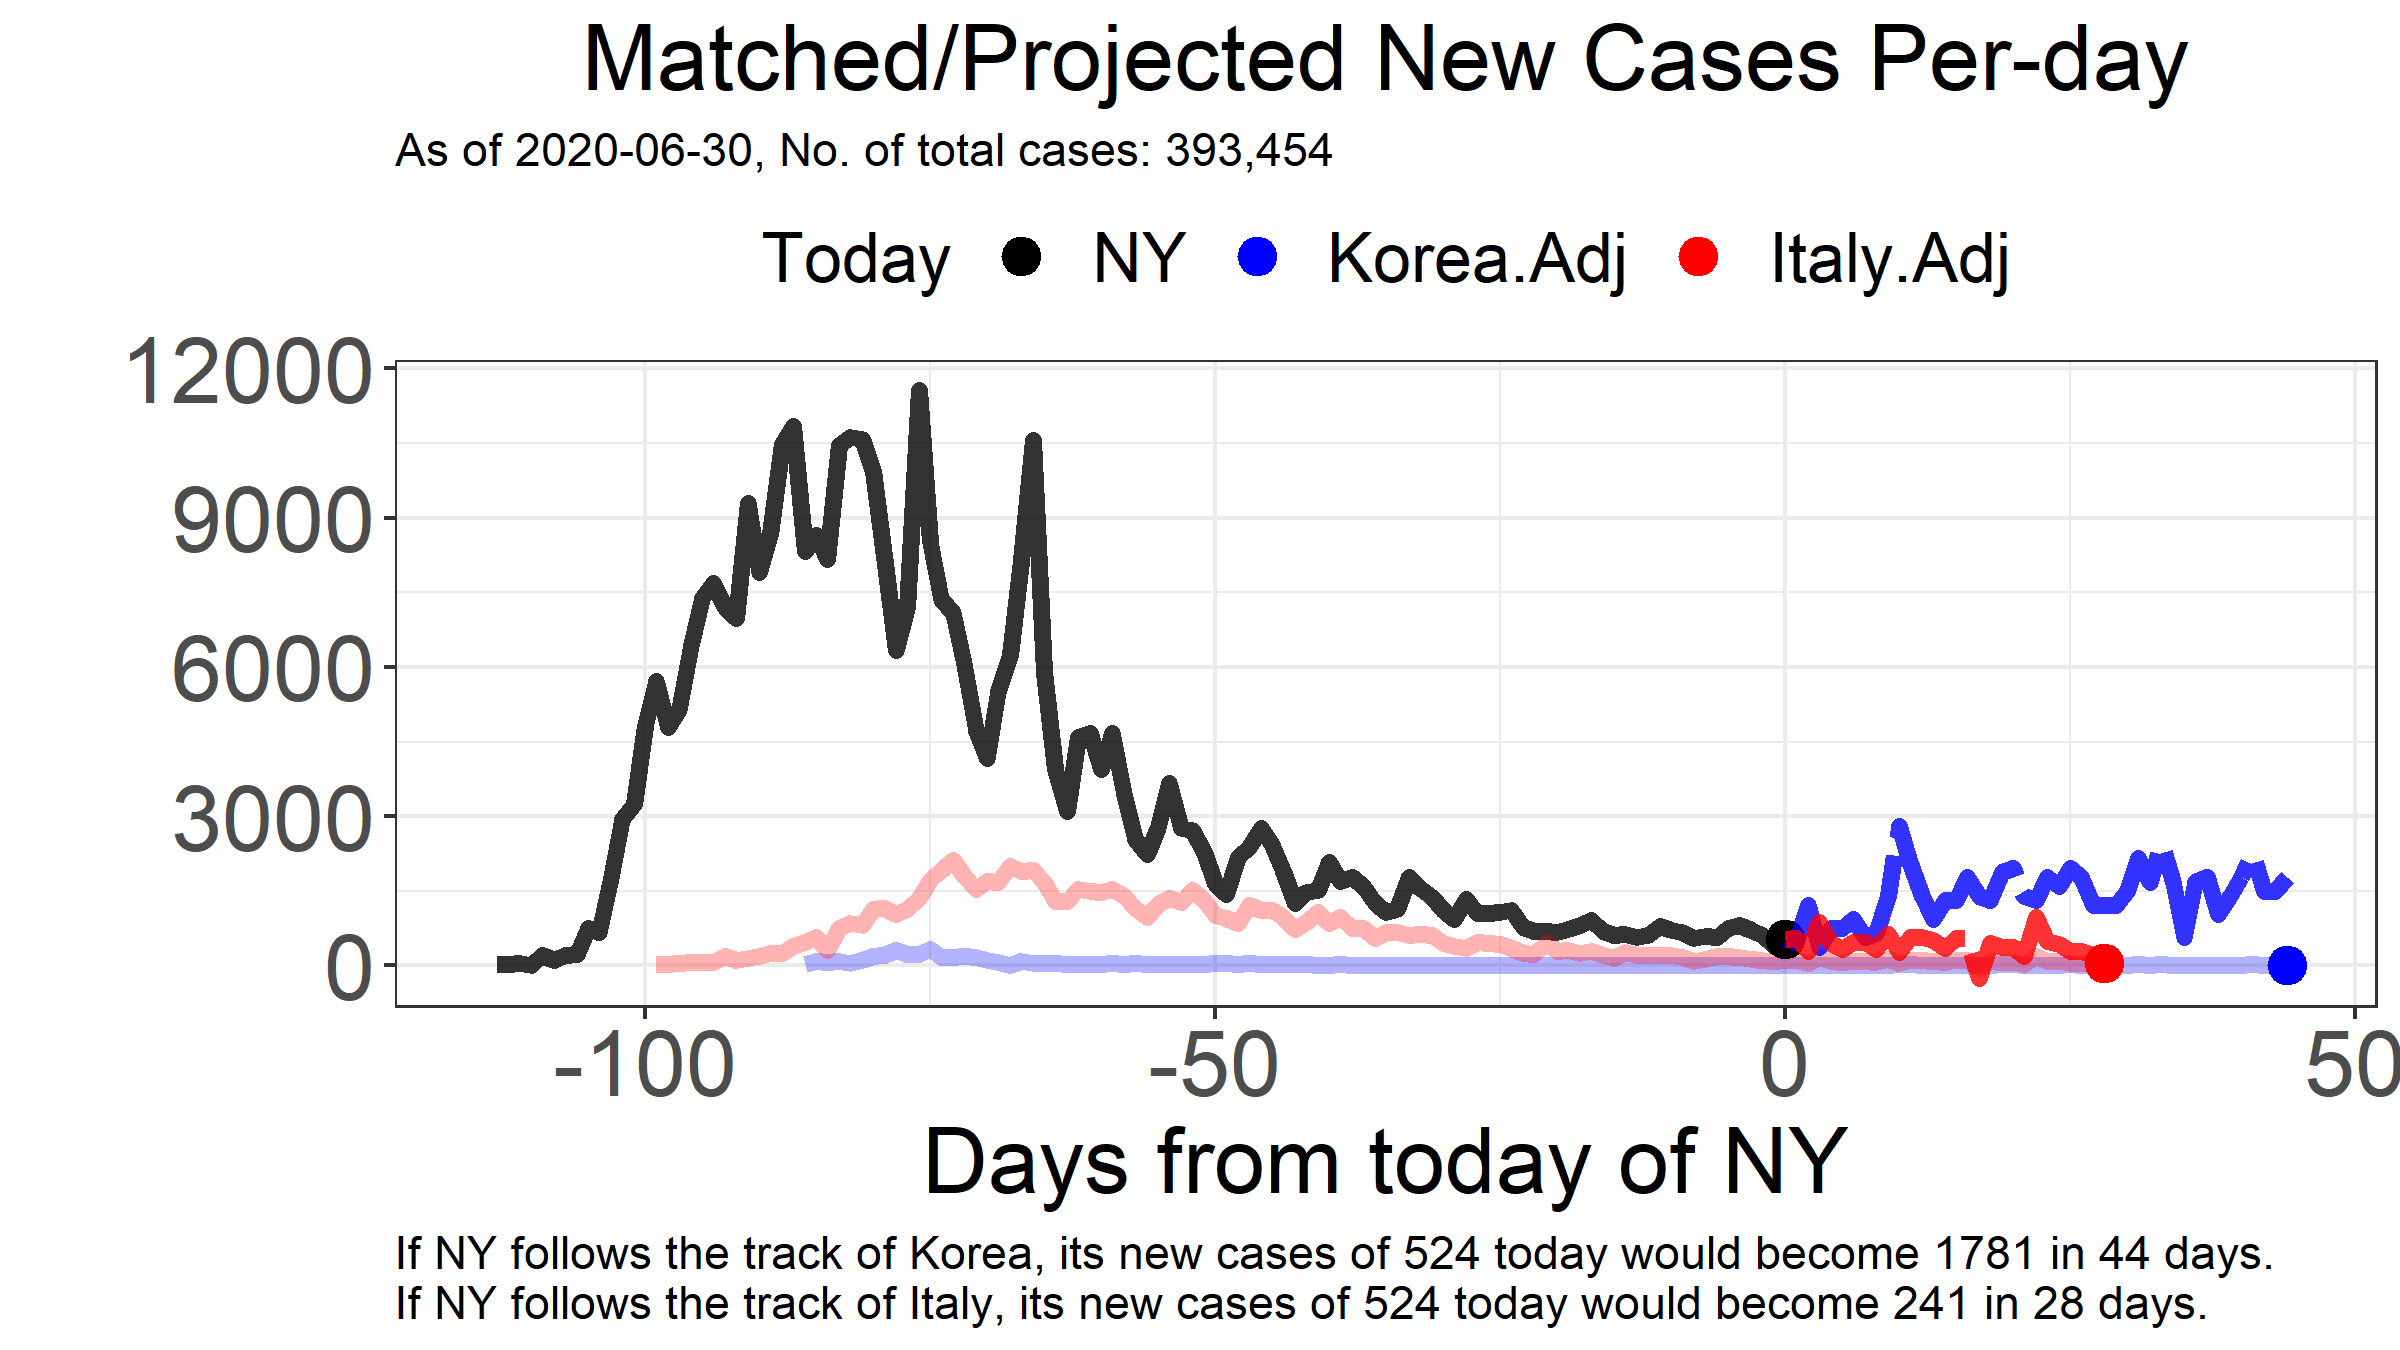 Matched/Projected New Cases Per-day
As of 2020-06-30, No. of total cases: 393,454
Today NY Korea.Adj Italy.Adj
12000
9000
6000
3000
0
-100 -50 0 50
Days from today of NY
If NY follows the track of Korea, its new cases of 524 today would become 1781 in 44 days.
If NY follows the track of Italy, its new cases of 524 today would become 241 in 28 days.